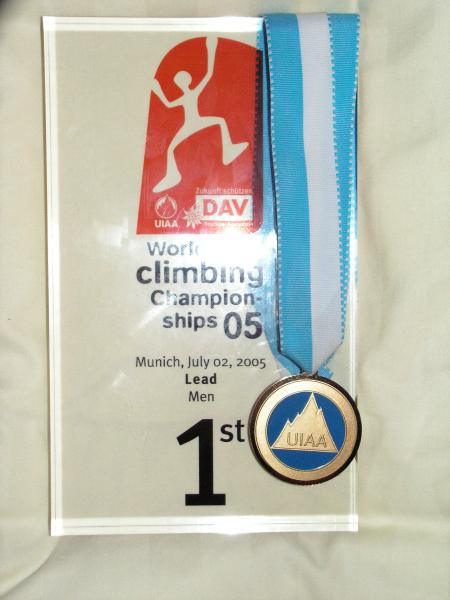 Zukunft schützen
UIAA
DAV
World
climbing
Champion-
ships 05
Munich, July 02, 2005
Lead
Men
1st
UIAA